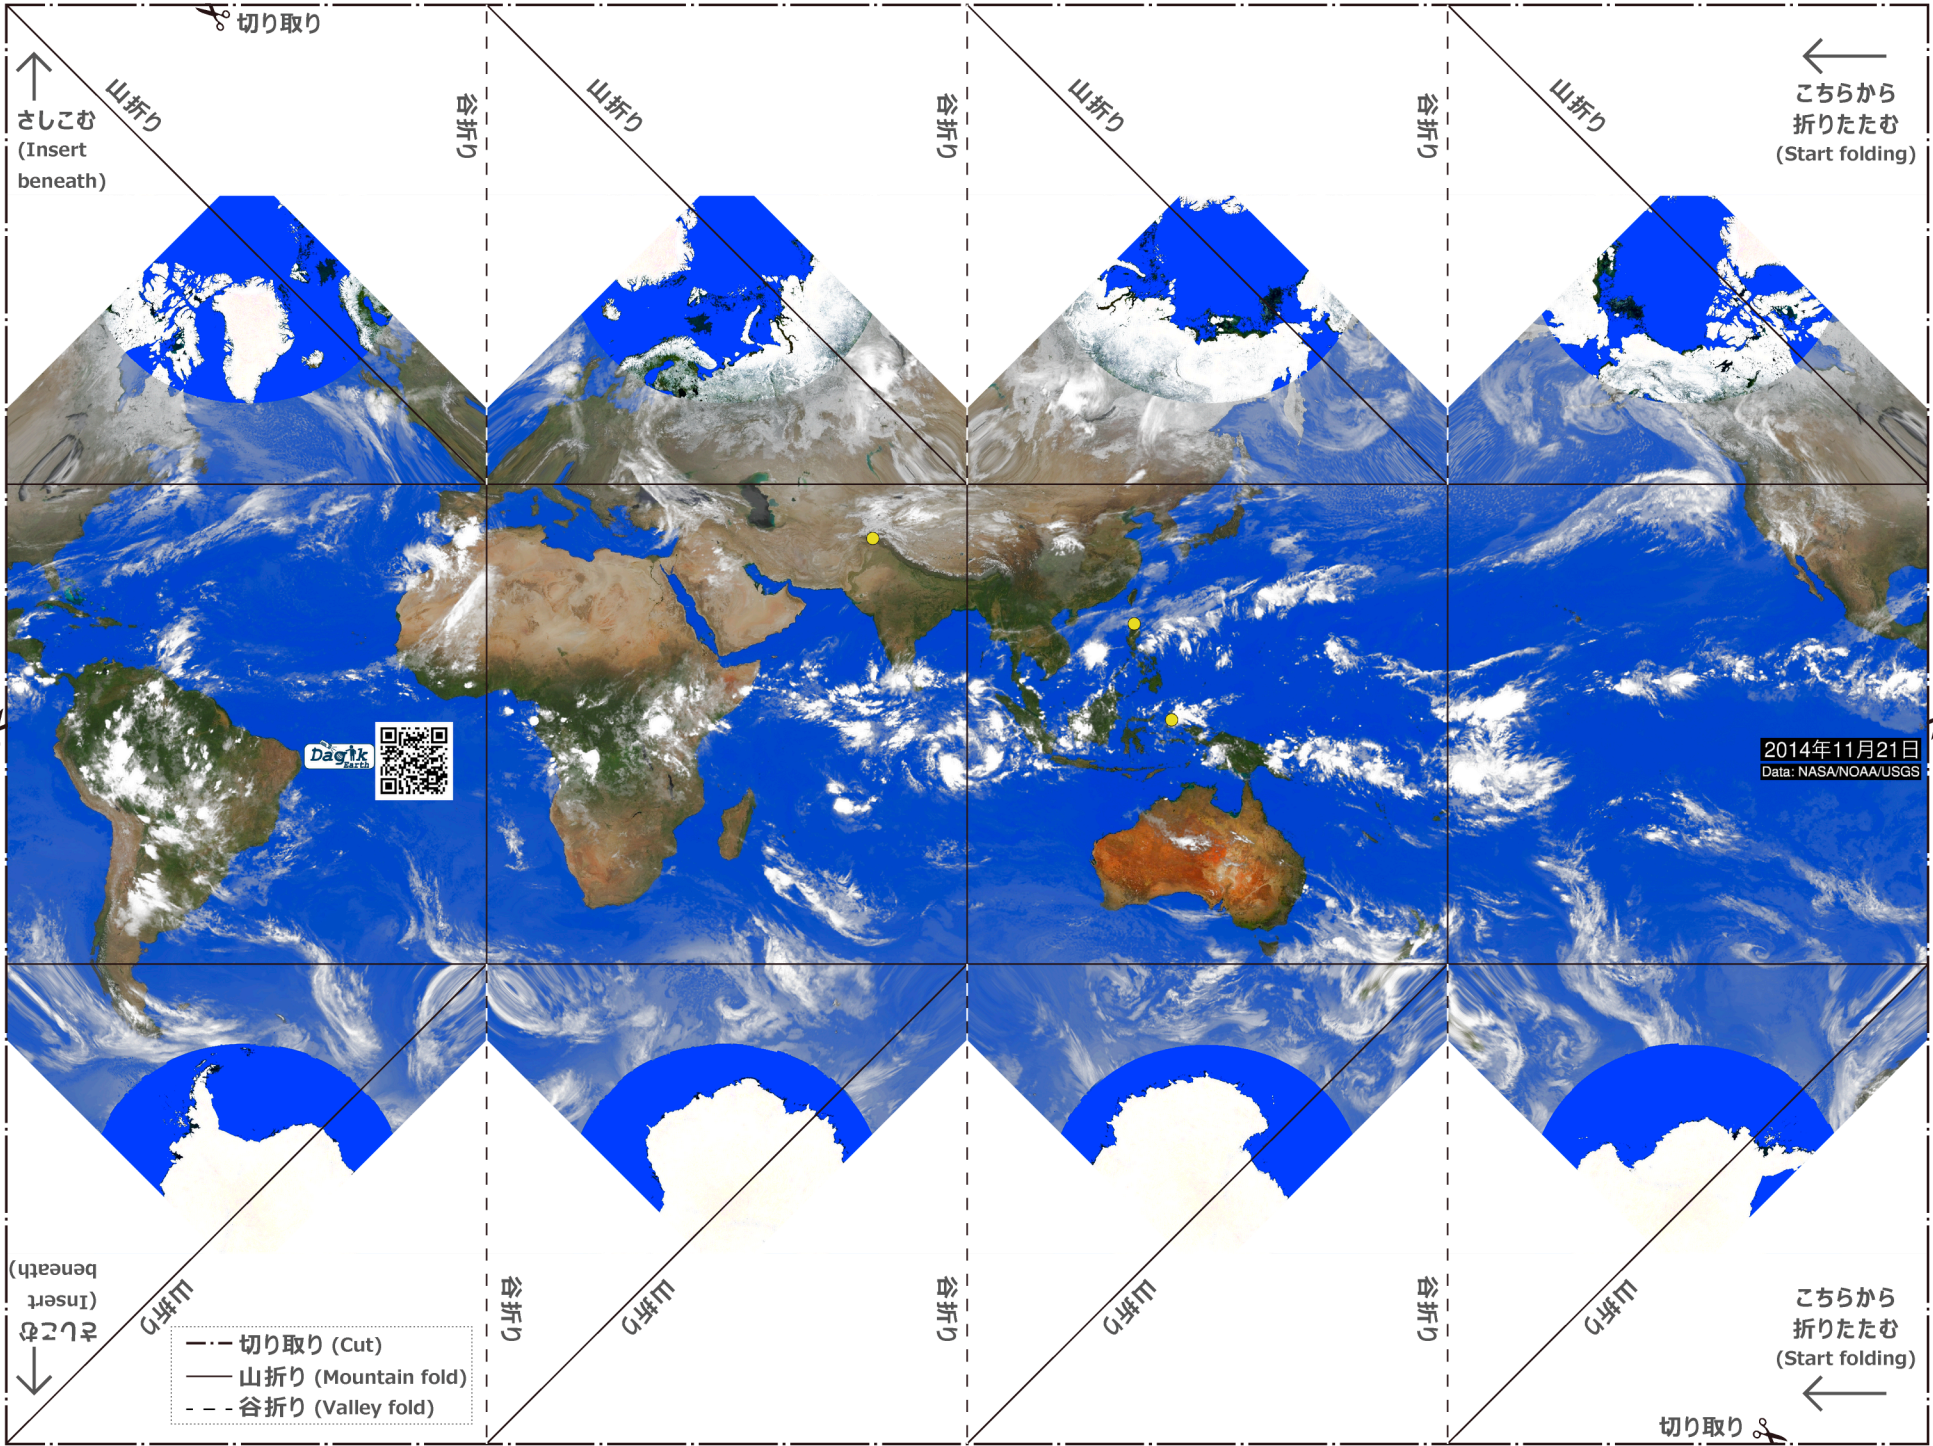 切り取り
山折り
谷折り
山折り
谷折り
山折り
谷折り
山折り
さしこむ
(Insert
beneath)
こちらから
折りたたむ
(Start folding)
Dagik
Earth
2014年11月21日
Data: NASA/NOAA/USGS
さしこむ
(Insert
beneath)
山折り
谷折り
山折り
谷折り
山折り
谷折り
山折り
切り取り (Cut)
山折り (Mountain fold)
谷折り (Valley fold)
こちらから
折りたたむ
(Start folding)
切り取り